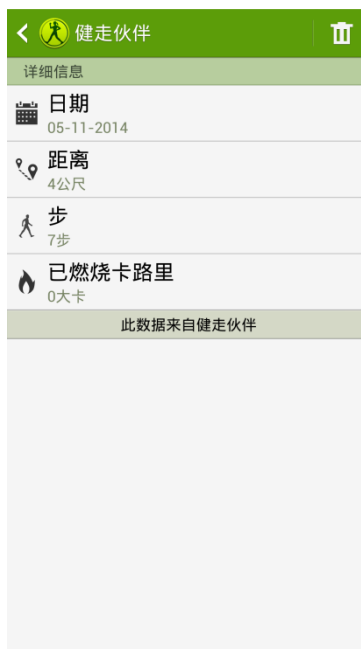 健走伙伴
详细信息
日期
05-11-2014
距离
4公尺
步
7步
已燃烧卡路里
0大卡
此数据来自健走伙伴